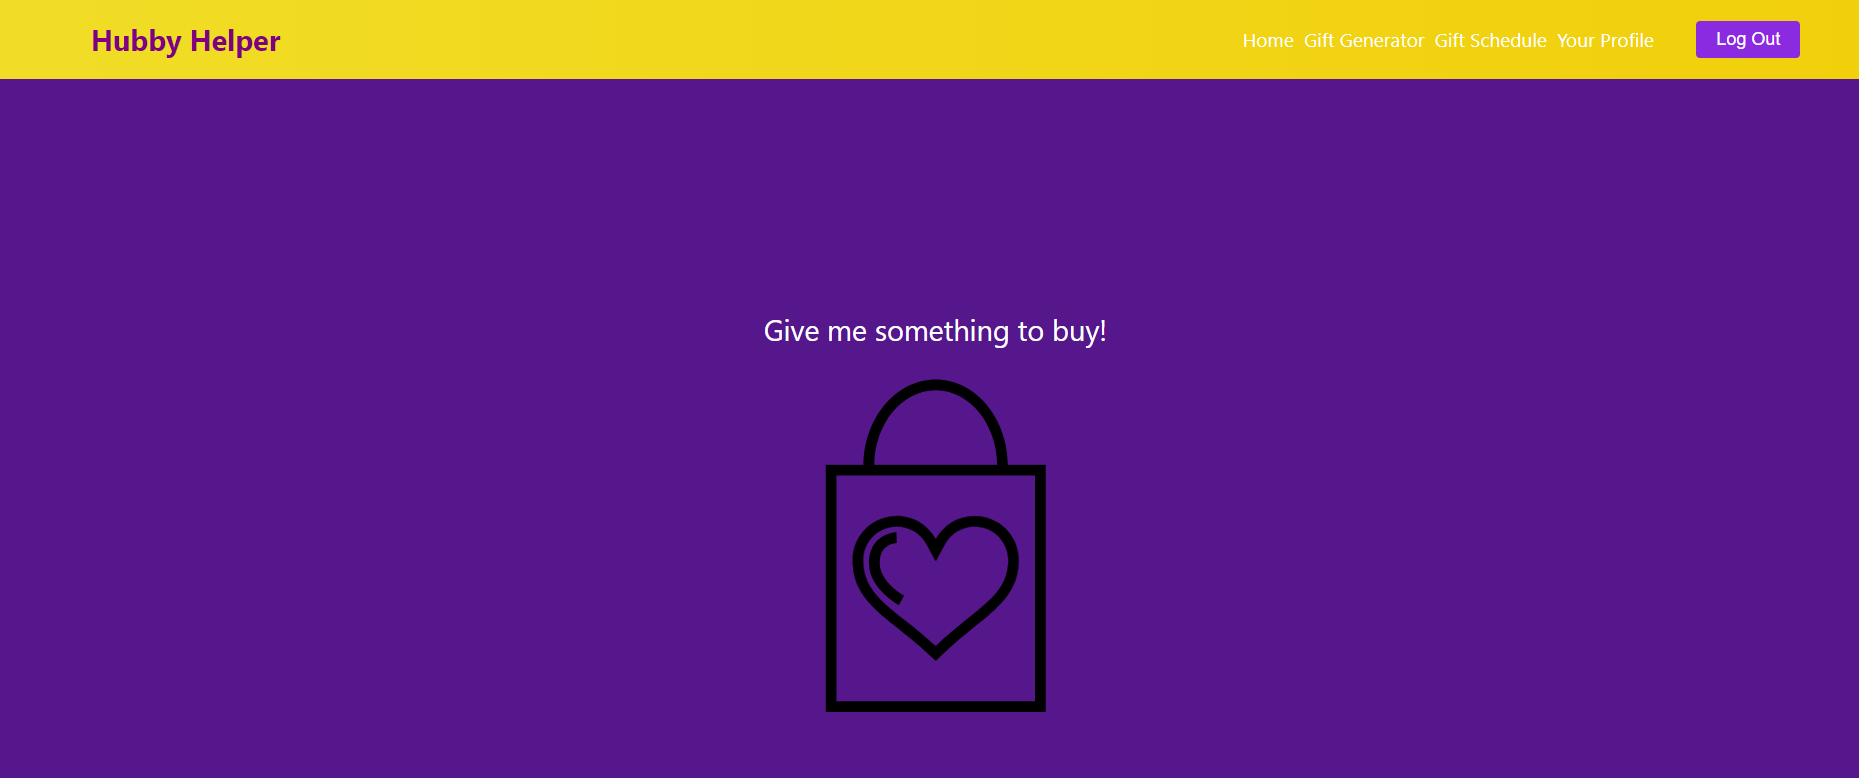 Hubby Helper
Home Gift Generator Gift Schedule Your Profile Log Out
Give me something to buy!